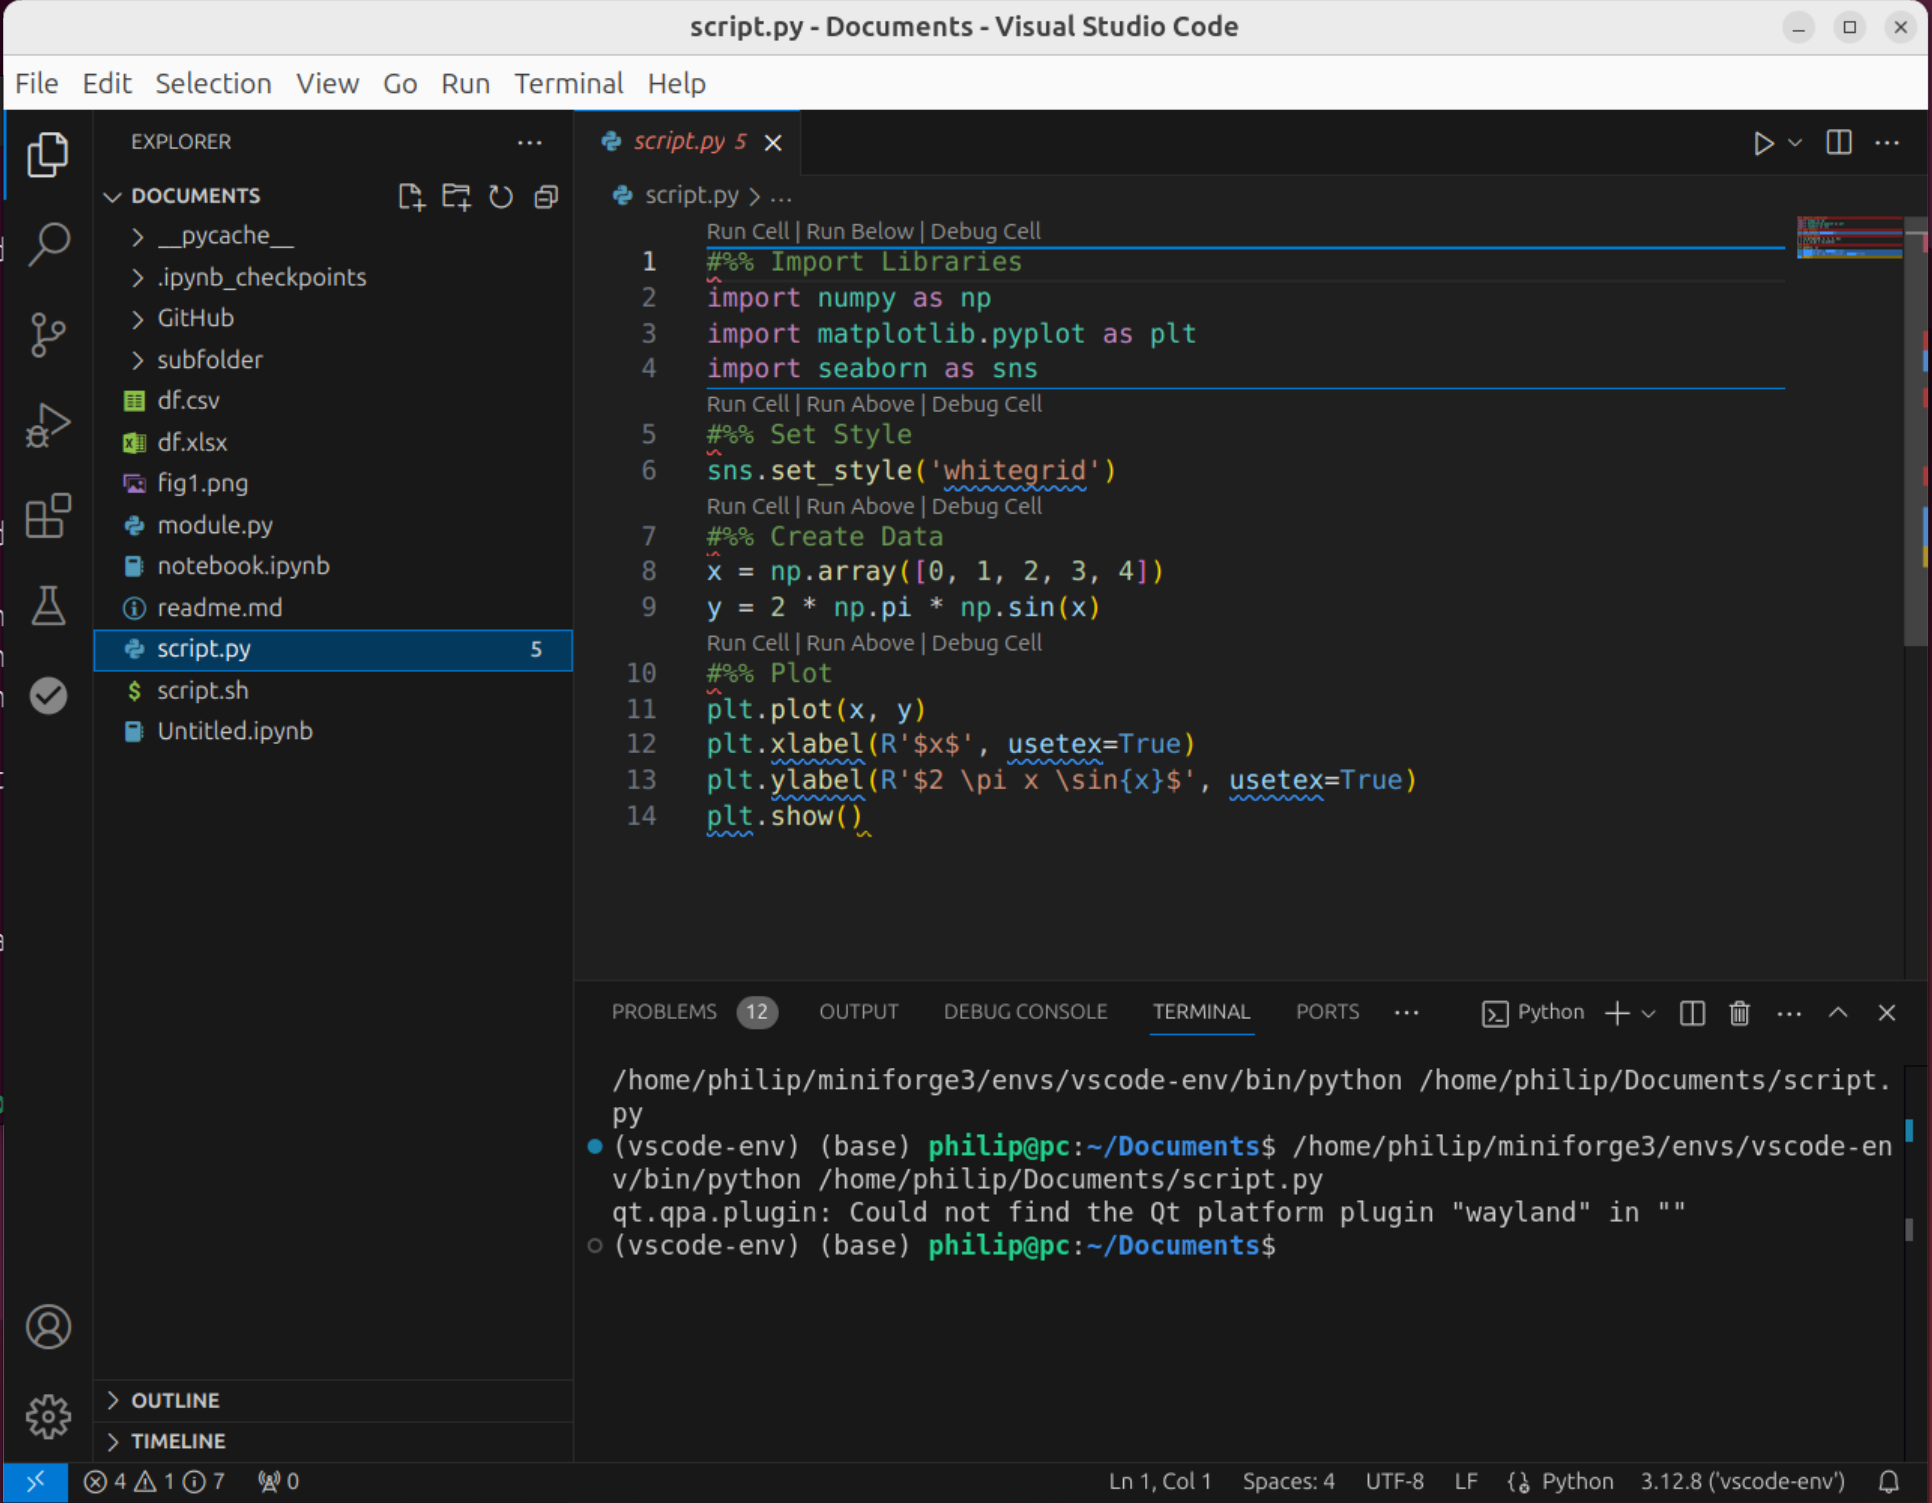 script.py - Documents - Visual Studio Code
File Edit Selection View Go Run Terminal Help
EXPLORER
DOCUMENTS
__pycache__
.ipynb_checkpoints
GitHub
subfolder
df.csv
df.xlsx
fig1.png
module.py
notebook.ipynb
readme.md
script.py 5
script.sh
Untitled.ipynb
OUTLINE
TIMELINE
script.py 5
script.py > ...
Run Cell | Run Below | Debug Cell
1 #%% Import Libraries
2 import numpy as np
3 import matplotlib.pyplot as plt
4 import seaborn as sns
Run Cell | Run Above | Debug Cell
5 #%% Set Style
6 sns.set_style('whitegrid')
Run Cell | Run Above | Debug Cell
7 #%% Create Data
8 x = np.array([0, 1, 2, 3, 4])
9 y = 2 * np.pi * np.sin(x)
Run Cell | Run Above | Debug Cell
10 #%% Plot
11 plt.plot(x, y)
12 plt.xlabel(R'$x$', usetex=True)
13 plt.ylabel(R'$2 \pi x \sin{x}$', usetex=True)
14 plt.show()
PROBLEMS 12 OUTPUT DEBUG CONSOLE TERMINAL PORTS ... Python
/home/philip/miniforge3/envs/vscode-env/bin/python /home/philip/Documents/script.
py
(vscode-env) (base) philip@pc:~/Documents$ /home/philip/miniforge3/envs/vscode-en
v/bin/python /home/philip/Documents/script.py
qt.qpa.plugin: Could not find the Qt platform plugin "wayland" in ""
(vscode-env) (base) philip@pc:~/Documents$
4 1 7 0 Ln 1, Col 1 Spaces: 4 UTF-8 LF Python 3.12.8 ('vscode-env')